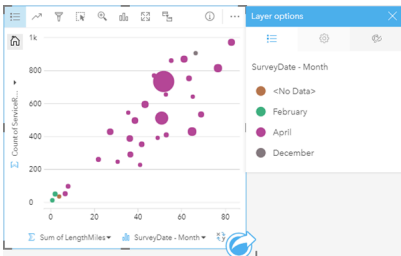 Layer options
1k
800
600
400
200
0
Count of ServiceR...
0
20
40
60
80
Sum of LengthMiles
SurveyDate - Month
SurveyDate - Month
<No Data>
February
April
December